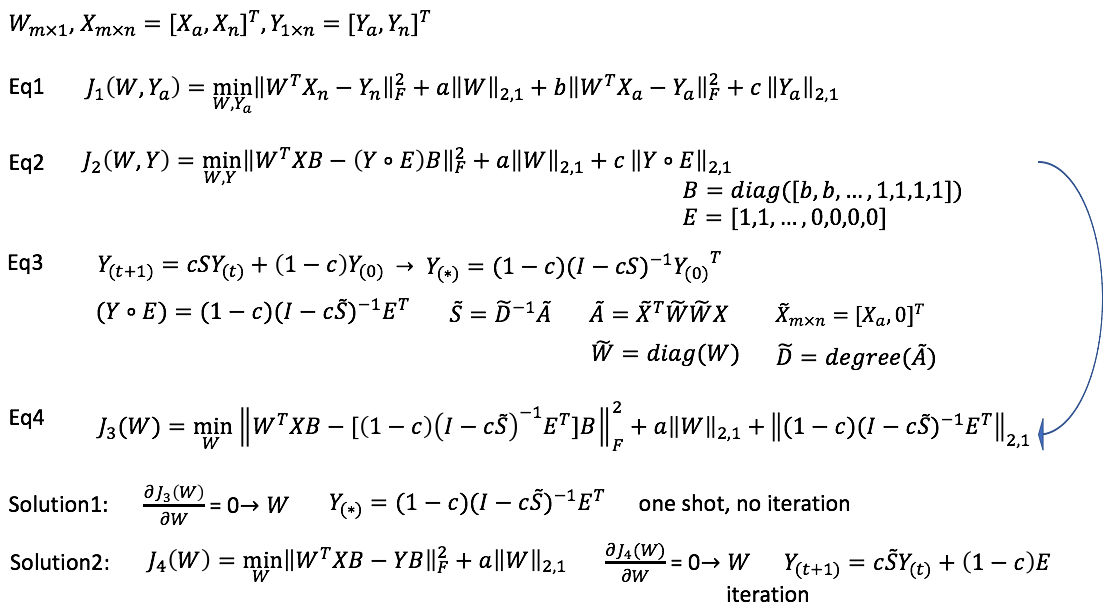 W_{m×1}, X_{m×n} = [X_a, X_n]^T, Y_{1×n} = [Y_a, Y_n]^T
Eq1 J_1(W, Y_a) = min_{W,Y_a} ‖W^T X_n − Y_n‖_F^2 + a‖W‖_{2,1} + b‖W^T X_a − Y_a‖_F^2 + c ‖Y_a‖_{2,1}
Eq2 J_2(W, Y) = min_{W,Y} ‖W^T XB − (Y ∘ E)B‖_F^2 + a‖W‖_{2,1} + c ‖Y ∘ E‖_{2,1}
B = diag([b, b, … , 1,1,1,1])
E = [1,1, … , 0,0,0,0]
Eq3 Y_{(t+1)} = cSY_{(t)} + (1 − c)Y_{(0)} → Y_{(*)} = (1 − c)(I − cS)^{−1}Y_{(0)}^T
(Y ∘ E) = (1 − c)(I − cS̃)^{−1}E^T S̃ = D̃^{−1}Ã Ã = X̃^T W̃W̃X X̃_{m×n} = [X_a, 0]^T
W̃ = diag(W) D̃ = degree(Ã)
Eq4 J_3(W) = min_W ‖W^T XB − [(1 − c)(I − cS̃)^{−1}E^T]B‖_F^2 + a‖W‖_{2,1} + ‖(1 − c)(I − cS̃)^{−1}E^T‖_{2,1}
Solution1: ∂J_3(W)/∂W = 0→ W Y_{(*)} = (1 − c)(I − cS̃)^{−1}E^T one shot, no iteration
Solution2: J_4(W) = min_W ‖W^T XB − YB‖_F^2 + a‖W‖_{2,1} ∂J_4(W)/∂W = 0→ W Y_{(t+1)} = cS̃Y_{(t)} + (1 − c)E
iteration